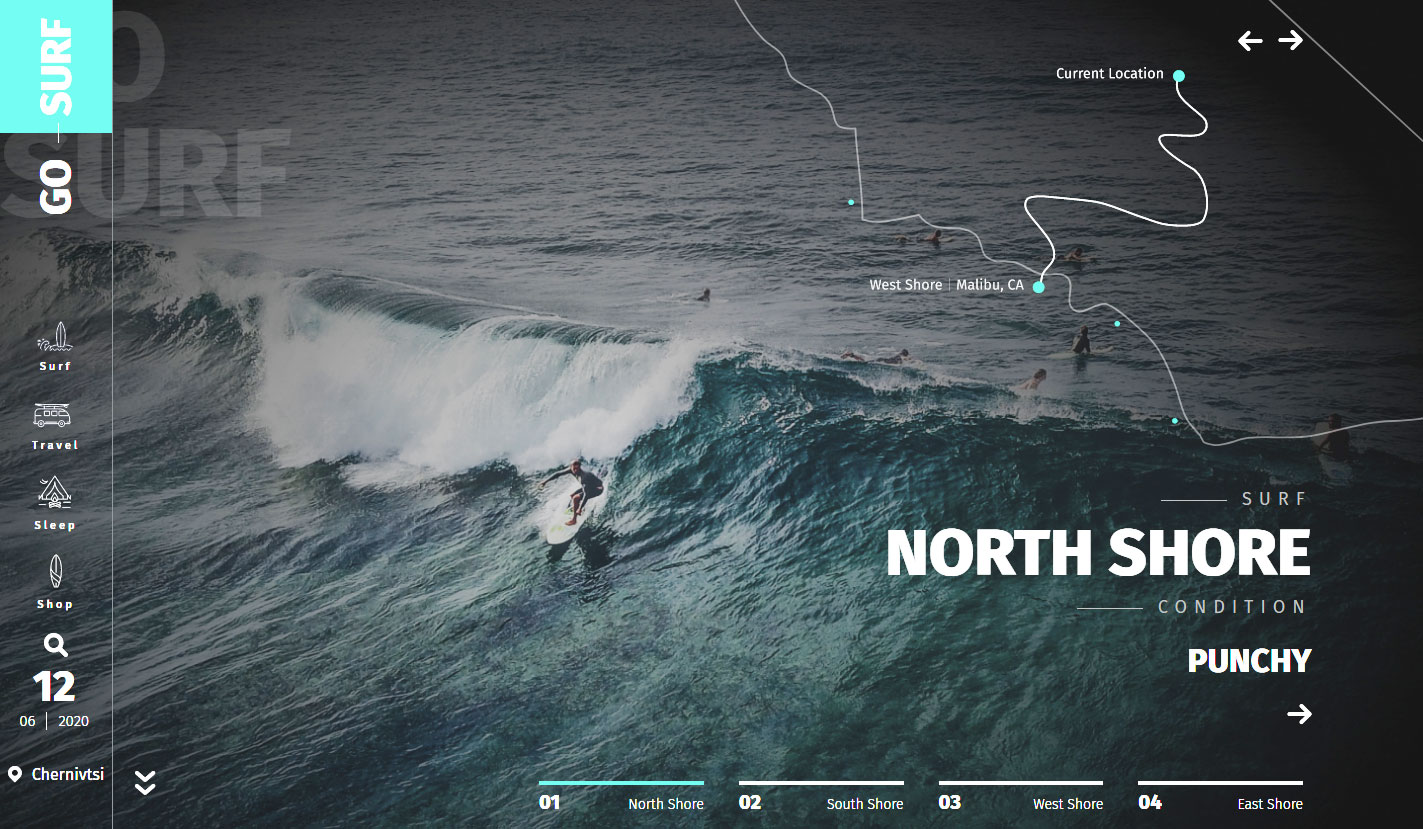 GO — SURF
GO
SURF
Surf
Travel
Sleep
Shop
12
06 | 2020
Chernivtsi
Current Location
West Shore | Malibu, CA
SURF
NORTH SHORE
CONDITION
PUNCHY
01 North Shore
02 South Shore
03 West Shore
04 East Shore